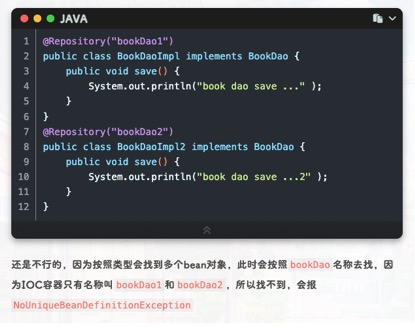 JAVA
1 @Repository("bookDao1")
2 public class BookDaoImpl implements BookDao {
3     public void save() {
4         System.out.println("book dao save ..." );
5     }
6 }
7 @Repository("bookDao2")
8 public class BookDaoImpl2 implements BookDao {
9     public void save() {
10         System.out.println("book dao save ...2" );
11     }
12 }
还是不行的，因为按照类型会找到多个bean对象，此时会按照 bookDao 名称去找，因
为IOC容器只有名称叫 bookDao1 和 bookDao2 ，所以找不到，会报
NoUniqueBeanDefinitionException